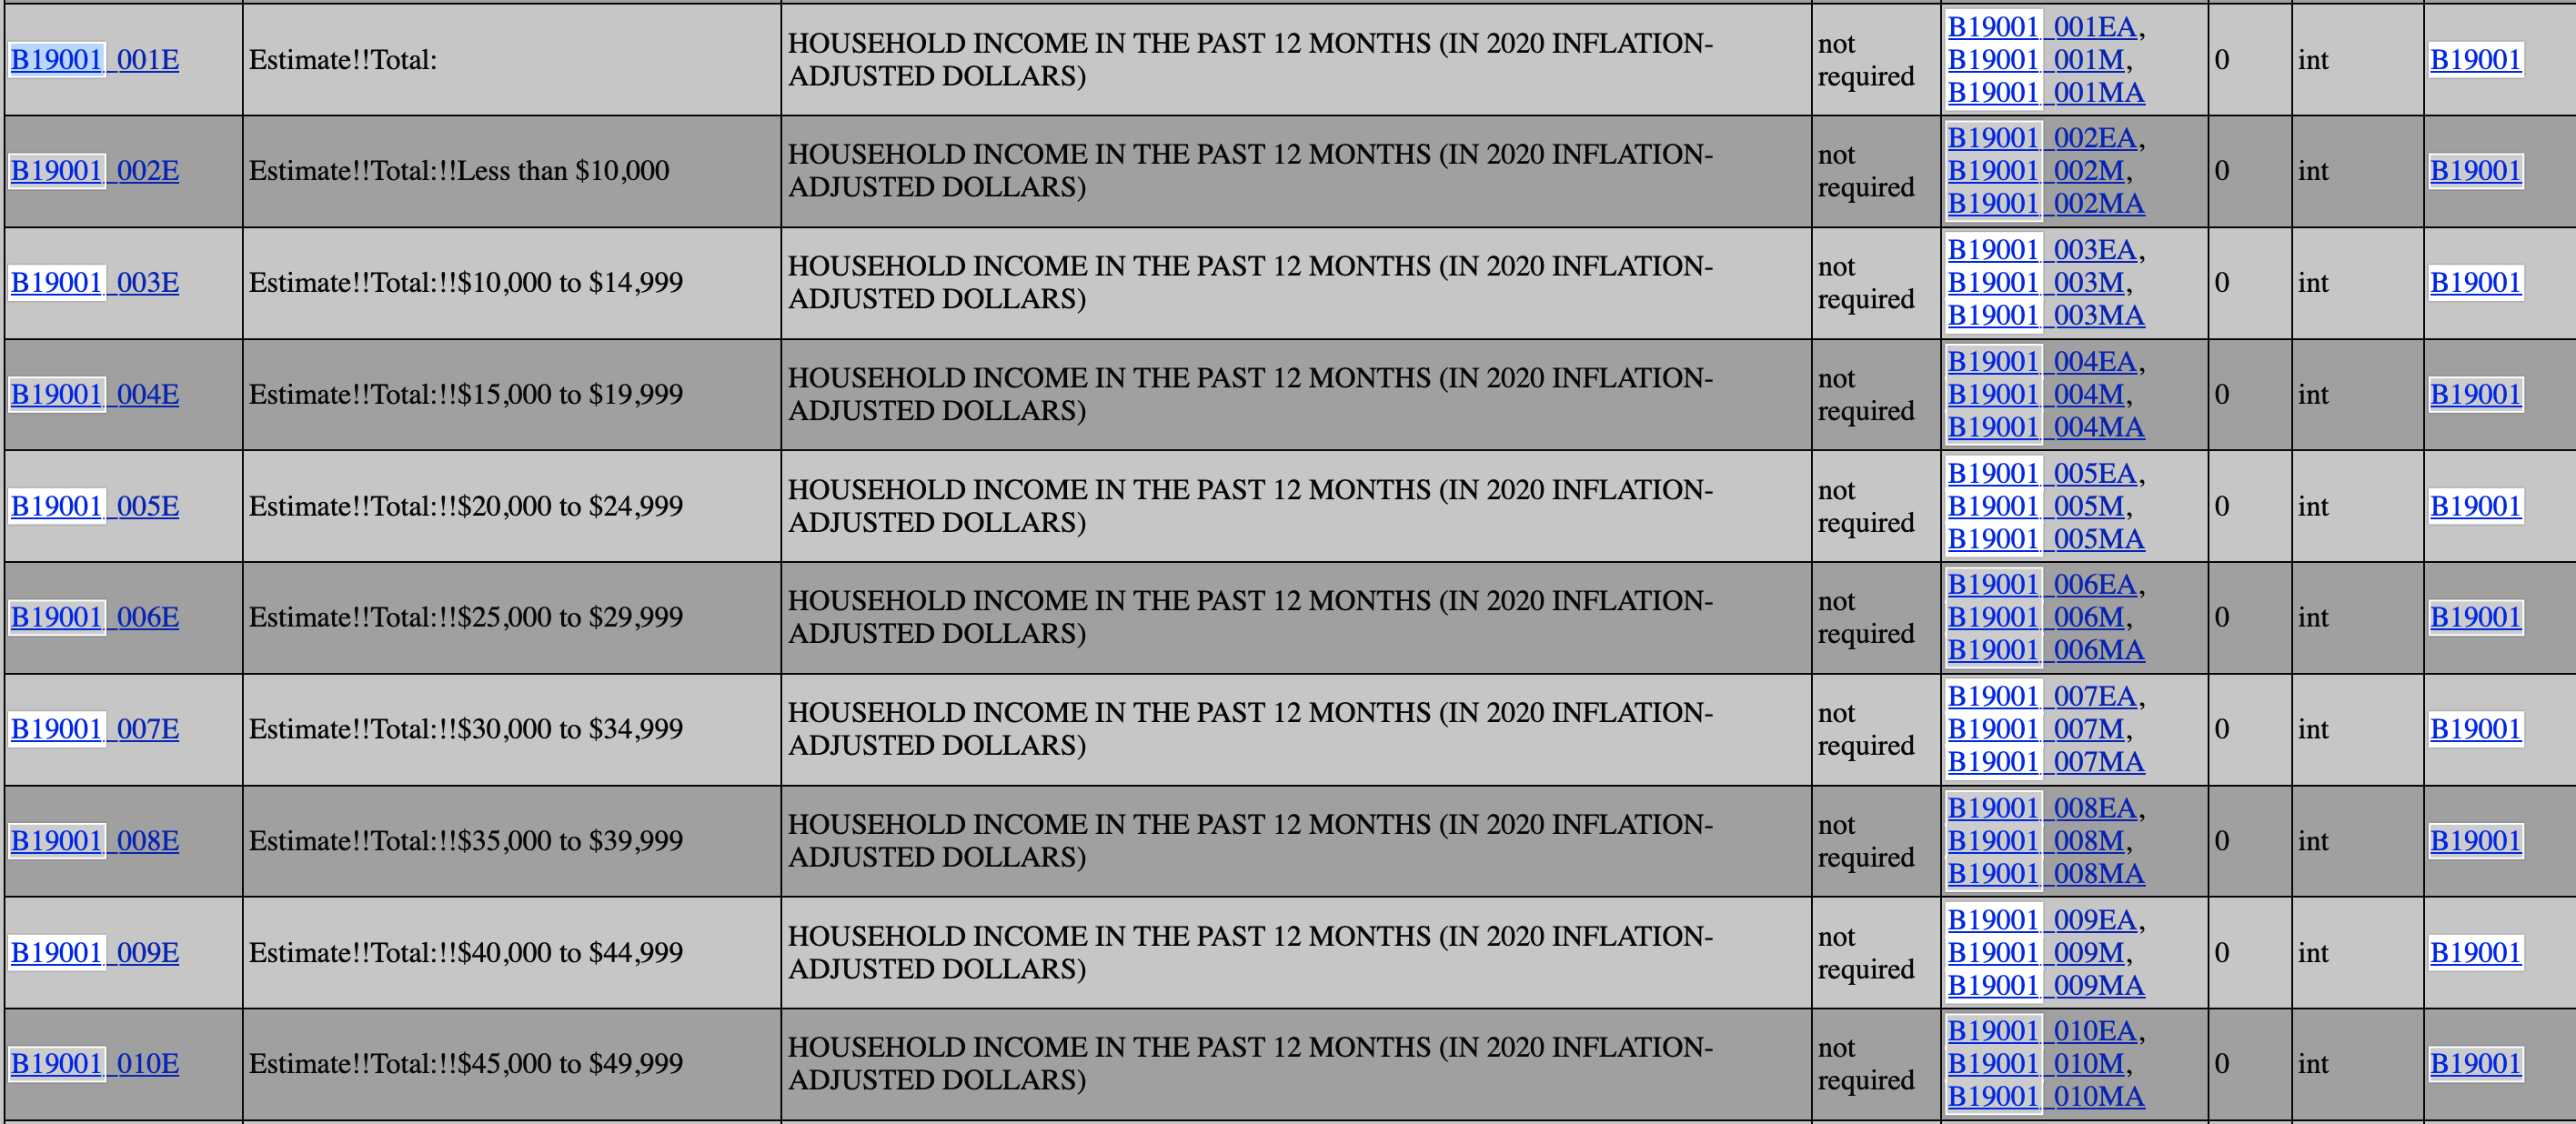 B19001_001E Estimate!!Total: HOUSEHOLD INCOME IN THE PAST 12 MONTHS (IN 2020 INFLATION-
ADJUSTED DOLLARS) not
required B19001_001EA,
B19001_001M,
B19001_001MA 0 int B19001
B19001_002E Estimate!!Total:!!Less than $10,000 HOUSEHOLD INCOME IN THE PAST 12 MONTHS (IN 2020 INFLATION-
ADJUSTED DOLLARS) not
required B19001_002EA,
B19001_002M,
B19001_002MA 0 int B19001
B19001_003E Estimate!!Total:!!$10,000 to $14,999 HOUSEHOLD INCOME IN THE PAST 12 MONTHS (IN 2020 INFLATION-
ADJUSTED DOLLARS) not
required B19001_003EA,
B19001_003M,
B19001_003MA 0 int B19001
B19001_004E Estimate!!Total:!!$15,000 to $19,999 HOUSEHOLD INCOME IN THE PAST 12 MONTHS (IN 2020 INFLATION-
ADJUSTED DOLLARS) not
required B19001_004EA,
B19001_004M,
B19001_004MA 0 int B19001
B19001_005E Estimate!!Total:!!$20,000 to $24,999 HOUSEHOLD INCOME IN THE PAST 12 MONTHS (IN 2020 INFLATION-
ADJUSTED DOLLARS) not
required B19001_005EA,
B19001_005M,
B19001_005MA 0 int B19001
B19001_006E Estimate!!Total:!!$25,000 to $29,999 HOUSEHOLD INCOME IN THE PAST 12 MONTHS (IN 2020 INFLATION-
ADJUSTED DOLLARS) not
required B19001_006EA,
B19001_006M,
B19001_006MA 0 int B19001
B19001_007E Estimate!!Total:!!$30,000 to $34,999 HOUSEHOLD INCOME IN THE PAST 12 MONTHS (IN 2020 INFLATION-
ADJUSTED DOLLARS) not
required B19001_007EA,
B19001_007M,
B19001_007MA 0 int B19001
B19001_008E Estimate!!Total:!!$35,000 to $39,999 HOUSEHOLD INCOME IN THE PAST 12 MONTHS (IN 2020 INFLATION-
ADJUSTED DOLLARS) not
required B19001_008EA,
B19001_008M,
B19001_008MA 0 int B19001
B19001_009E Estimate!!Total:!!$40,000 to $44,999 HOUSEHOLD INCOME IN THE PAST 12 MONTHS (IN 2020 INFLATION-
ADJUSTED DOLLARS) not
required B19001_009EA,
B19001_009M,
B19001_009MA 0 int B19001
B19001_010E Estimate!!Total:!!$45,000 to $49,999 HOUSEHOLD INCOME IN THE PAST 12 MONTHS (IN 2020 INFLATION-
ADJUSTED DOLLARS) not
required B19001_010EA,
B19001_010M,
B19001_010MA 0 int B19001